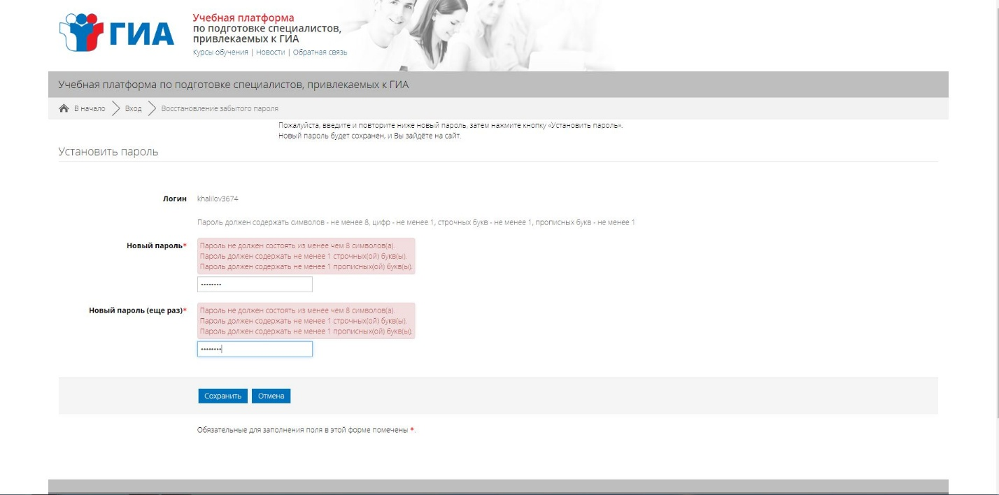 ГИА
Учебная платформа
по подготовке специалистов,
привлекаемых к ГИА
Курсы обучения | Новости | Обратная связь
Учебная платформа по подготовке специалистов, привлекаемых к ГИА
В начало Вход Восстановление забытого пароля
Пожалуйста, введите и повторите ниже новый пароль, затем нажмите кнопку «Установить пароль».
Новый пароль будет сохранен, и Вы зайдёте на сайт.
Установить пароль
Логин khalilov3674
Пароль должен содержать символов - не менее 8, цифр - не менее 1, строчных букв - не менее 1, прописных букв - не менее 1
Новый пароль* Пароль не должен состоять из менее чем 8 символов(а).
Пароль должен содержать не менее 1 строчных(ой) букв(ы).
Пароль должен содержать не менее 1 прописных(ой) букв(ы).
••••••••
Новый пароль (еще раз)* Пароль не должен состоять из менее чем 8 символов(а).
Пароль должен содержать не менее 1 строчных(ой) букв(ы).
Пароль должен содержать не менее 1 прописных(ой) букв(ы).
••••••••
Сохранить Отмена
Обязательные для заполнения поля в этой форме помечены *.